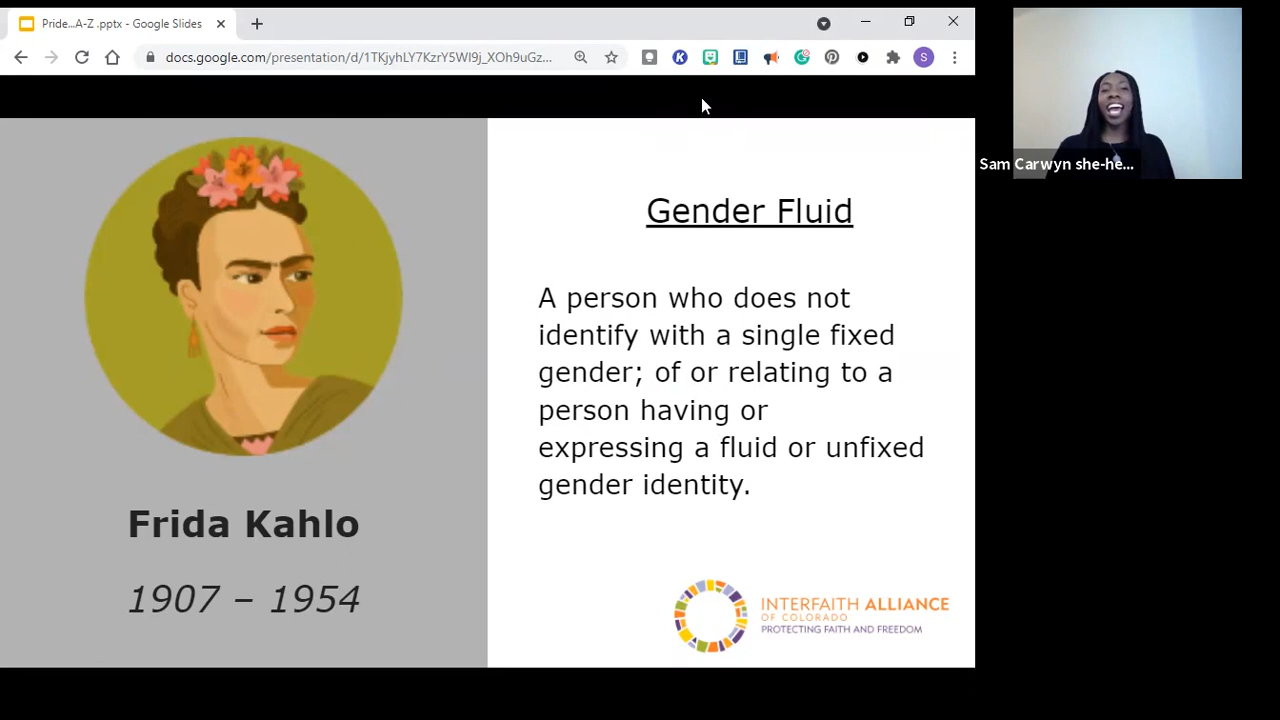 Pride...A-Z .pptx - Google Slides
docs.google.com/presentation/d/1TKjyhLY7KzrY5Wl9j_XOh9uGz...
S
Sam Carwyn she-he...
Frida Kahlo
1907 – 1954
Gender Fluid
A person who does not
identify with a single fixed
gender; of or relating to a
person having or
expressing a fluid or unfixed
gender identity.
INTERFAITH ALLIANCE
OF COLORADO
PROTECTING FAITH AND FREEDOM